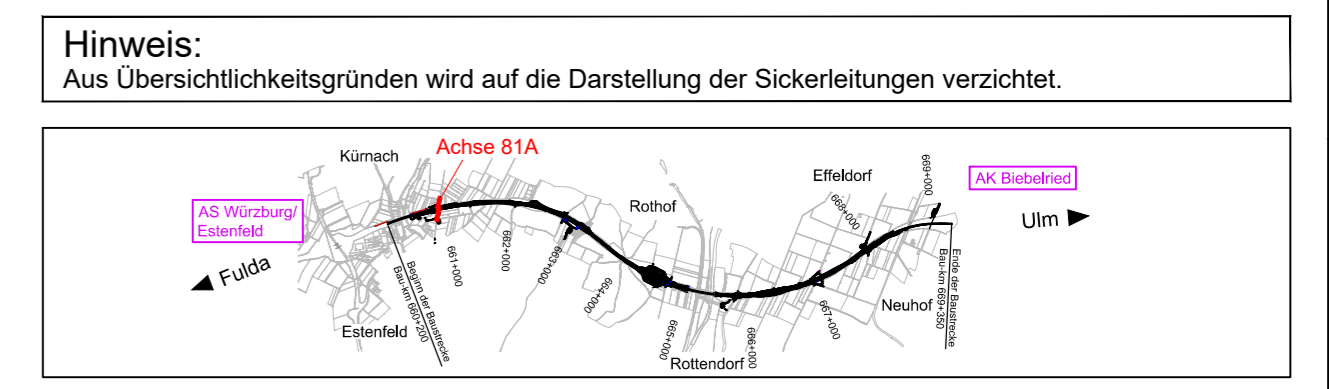 Hinweis:
Aus Übersichtlichkeitsgründen wird auf die Darstellung der Sickerleitungen verzichtet.
Kürnach
Achse 81A
AS Würzburg/
Estenfeld
Fulda
Estenfeld
Beginn der Baustrecke
Bau-km 660+200
661+000
662+000
663+000
664+000
Rothof
665+000
Rottendorf
666+000
667+000
Effeldorf
668+000
669+000
Neuhof
Ende der Baustrecke
Bau-km 669+350
AK Biebelried
Ulm